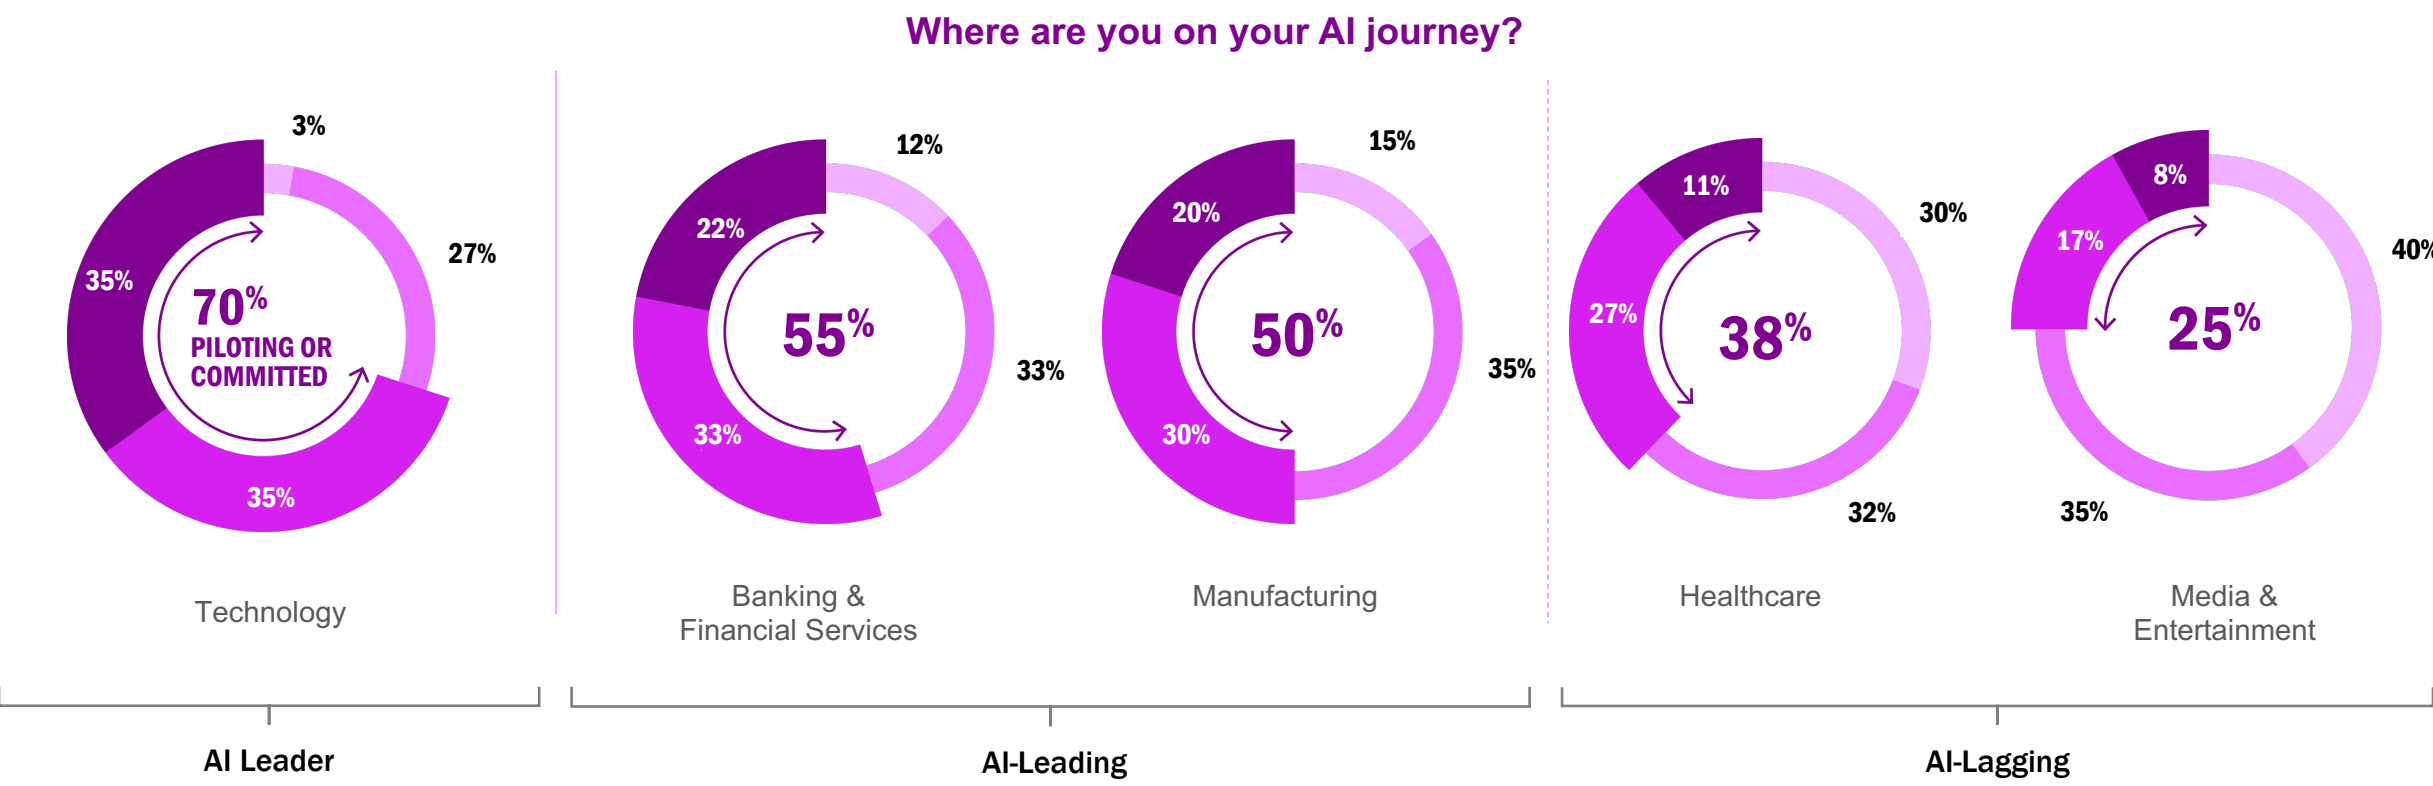 Where are you on your AI journey?
3%
27%
35%
35%
70%
PILOTING OR
COMMITTED
Technology
12%
33%
33%
22%
55%
Banking &
Financial Services
15%
35%
30%
20%
50%
Manufacturing
30%
32%
27%
11%
38%
Healthcare
40%
35%
17%
8%
25%
Media &
Entertainment
AI Leader
AI-Leading
AI-Lagging